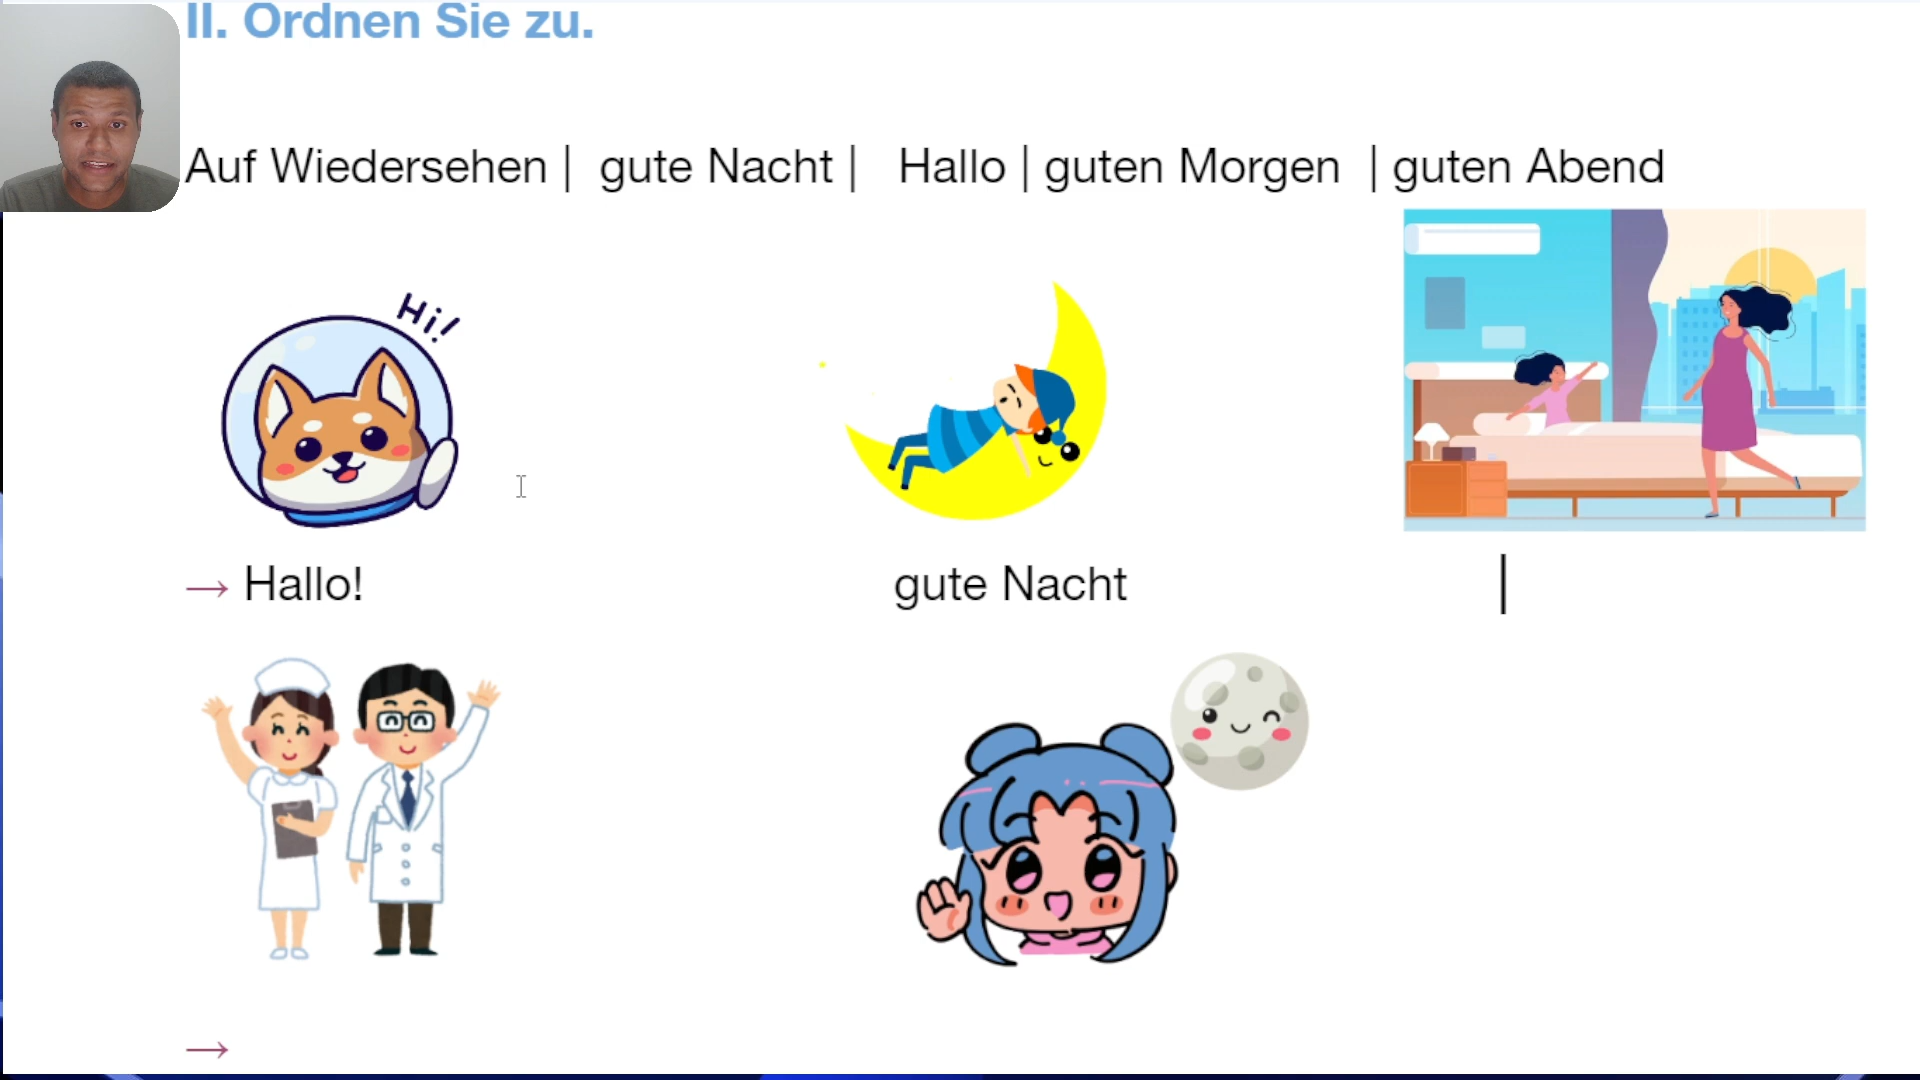 II. Ordnen Sie zu.
Auf Wiedersehen | gute Nacht | Hallo | guten Morgen | guten Abend
Hi!
→ Hallo!
gute Nacht
→